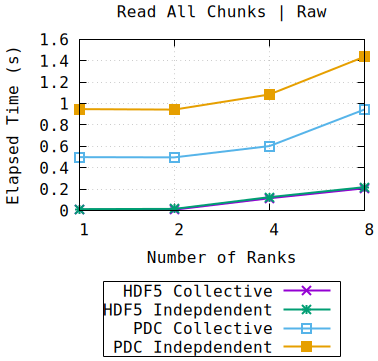 Read All Chunks | Raw
Elapsed Time (s)
1.6
1.4
1.2
1
0.8
0.6
0.4
0.2
0
1 2 4 8
Number of Ranks
HDF5 Collective
HDF5 Indepdendent
PDC Collective
PDC Indepdendent